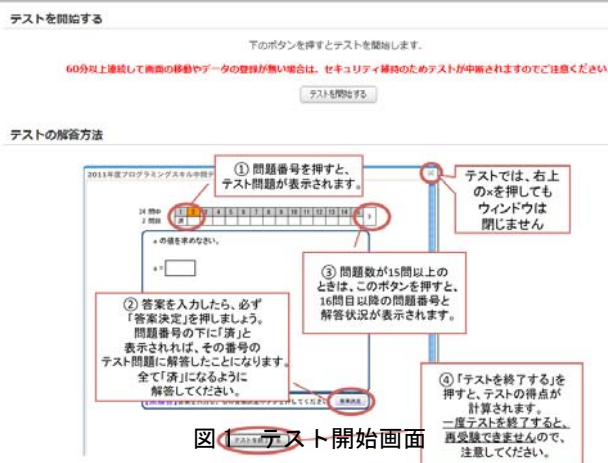 テストを開始する
下のボタンを押すとテストを開始します.
60分以上連続して画面の移動やデータの登録が無い場合は、セキュリティ維持のためテストが中断されますのでご注意ください
テストを開始する
テストの解答方法
2011年度プログラミングスキル中間テ
① 問題番号を押すと、
テスト問題が表示されます。
テストでは、右上
の×を押しても
ウィンドウは
閉じません
24 問中
2 問目
1 2 3 4 5 6 7 8 9 10 11 12 13 14
済
a の値を求めなさい。
a =
③ 問題数が15問以上の
ときは、このボタンを押すと、
16問目以降の問題番号と
解答状況が表示されます。
② 答案を入力したら、必ず
「答案決定」を押しましょう。
問題番号の下に「済」と
表示されれば、その番号の
テスト問題に解答したことになります。
全て「済」になるように
解答してください。
答案決定
④「テストを終了する」を
押すと、テストの得点が
計算されます。
一度テストを終了すると、
再受験できませんので、
注意してください。
図1 テスト開始画面